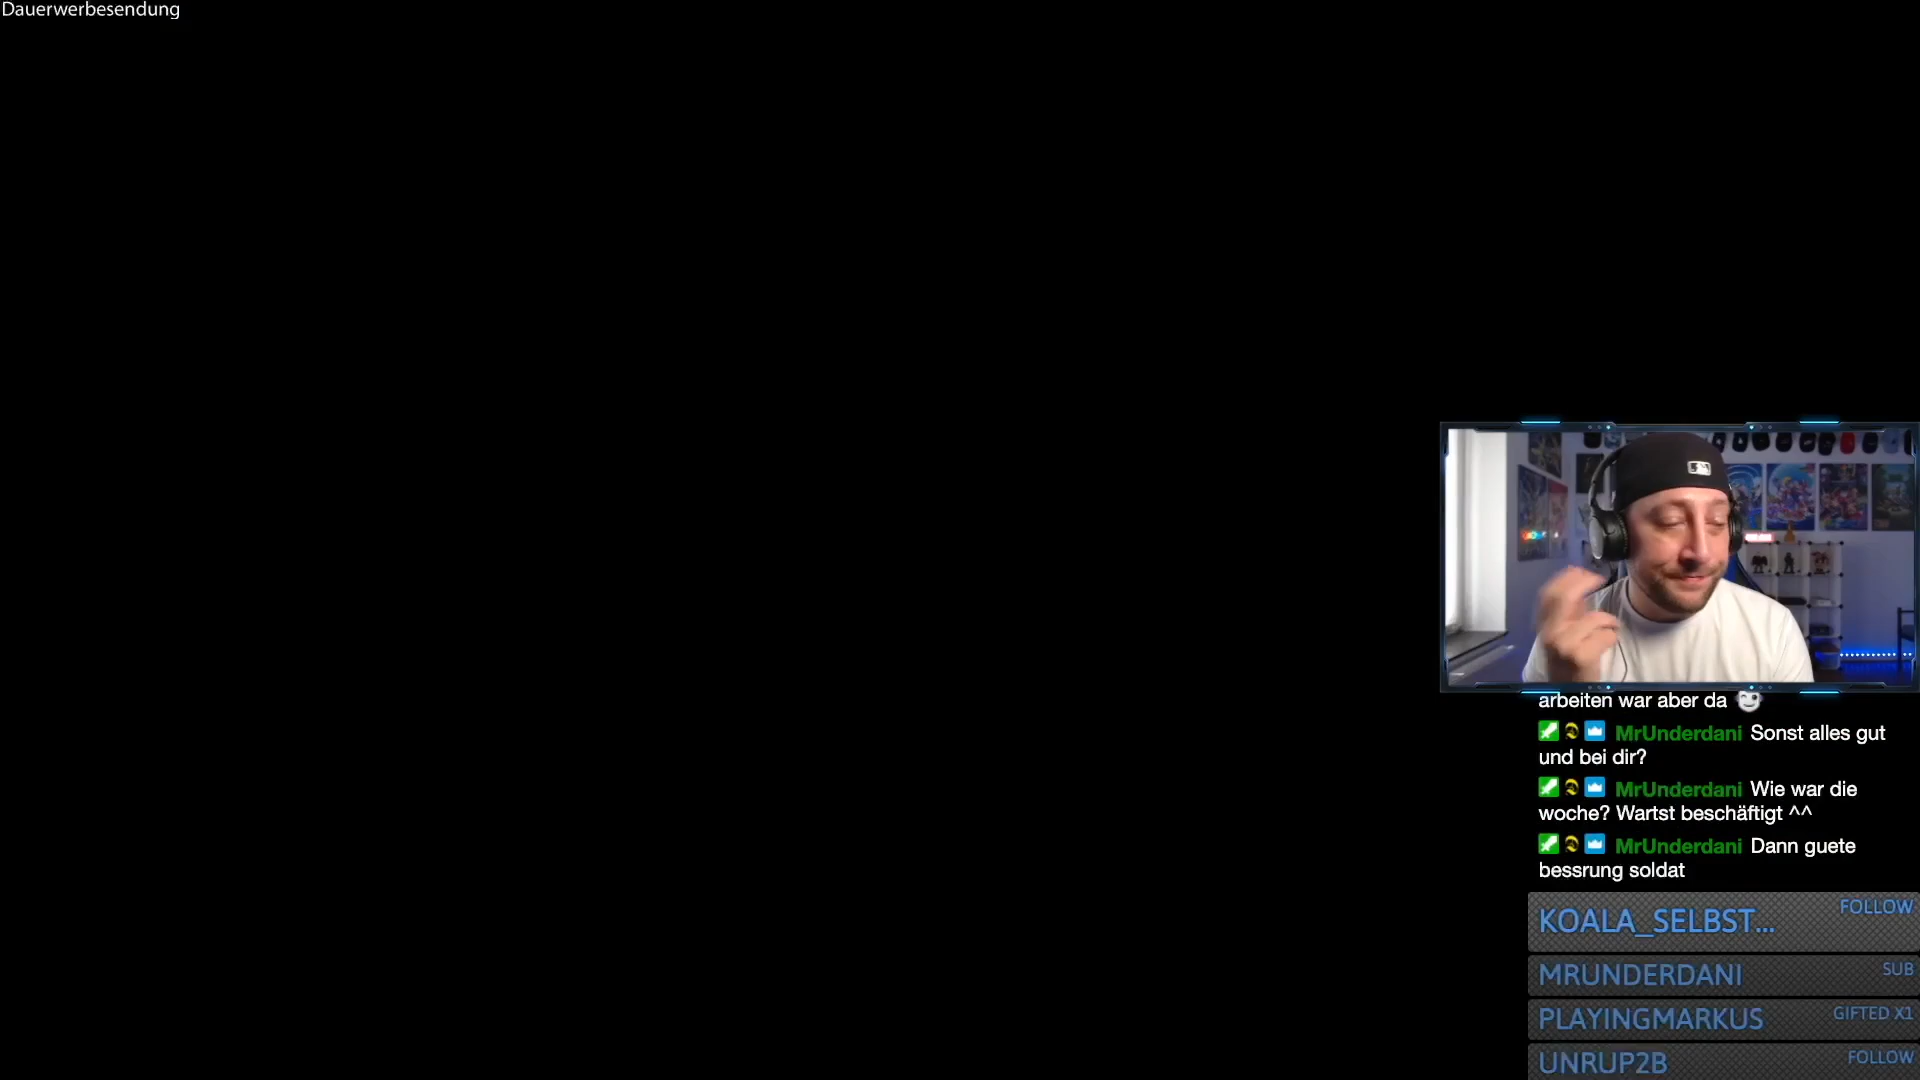 Dauerwerbesendung
arbeiten war aber da
MrUnderdani Sonst alles gut
und bei dir?
MrUnderdani Wie war die
woche? Wartst beschäftigt ^^
MrUnderdani Dann guete
bessrung soldat
KOALA_SELBST... FOLLOW
MRUNDERDANI SUB
PLAYINGMARKUS GIFTED X1
UNRUP2B FOLLOW